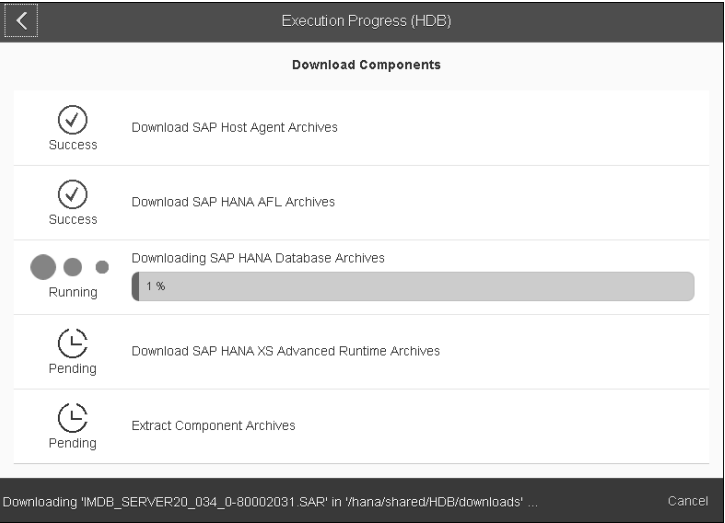 Execution Progress (HDB)
Download Components
Success
Download SAP Host Agent Archives
Success
Download SAP HANA AFL Archives
Running
Downloading SAP HANA Database Archives
1 %
Pending
Download SAP HANA XS Advanced Runtime Archives
Pending
Extract Component Archives
Downloading 'IMDB_SERVER20_034_0-80002031.SAR' in '/hana/shared/HDB/downloads' ...
Cancel